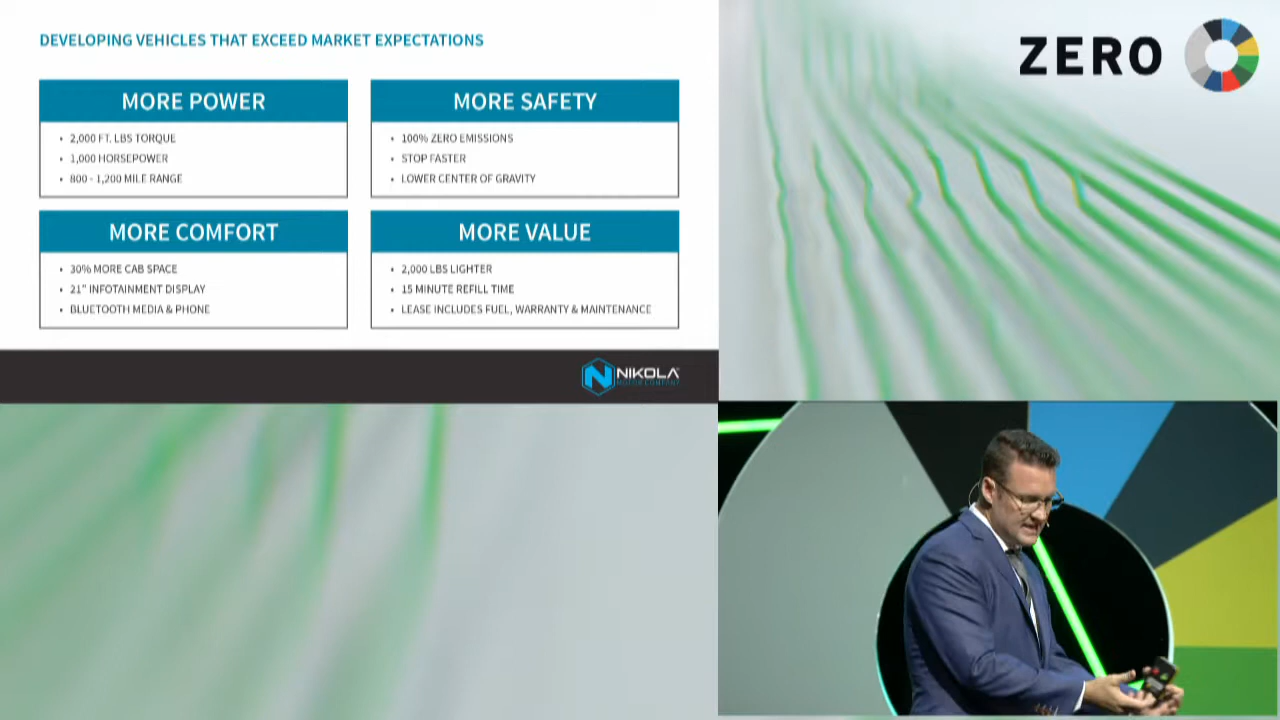 DEVELOPING VEHICLES THAT EXCEED MARKET EXPECTATIONS
MORE POWER
• 2,000 FT. LBS TORQUE
• 1,000 HORSEPOWER
• 800 - 1,200 MILE RANGE
MORE SAFETY
• 100% ZERO EMISSIONS
• STOP FASTER
• LOWER CENTER OF GRAVITY
MORE COMFORT
• 30% MORE CAB SPACE
• 21" INFOTAINMENT DISPLAY
• BLUETOOTH MEDIA & PHONE
MORE VALUE
• 2,000 LBS LIGHTER
• 15 MINUTE REFILL TIME
• LEASE INCLUDES FUEL, WARRANTY & MAINTENANCE
NIKOLA
MOTOR COMPANY
ZERO